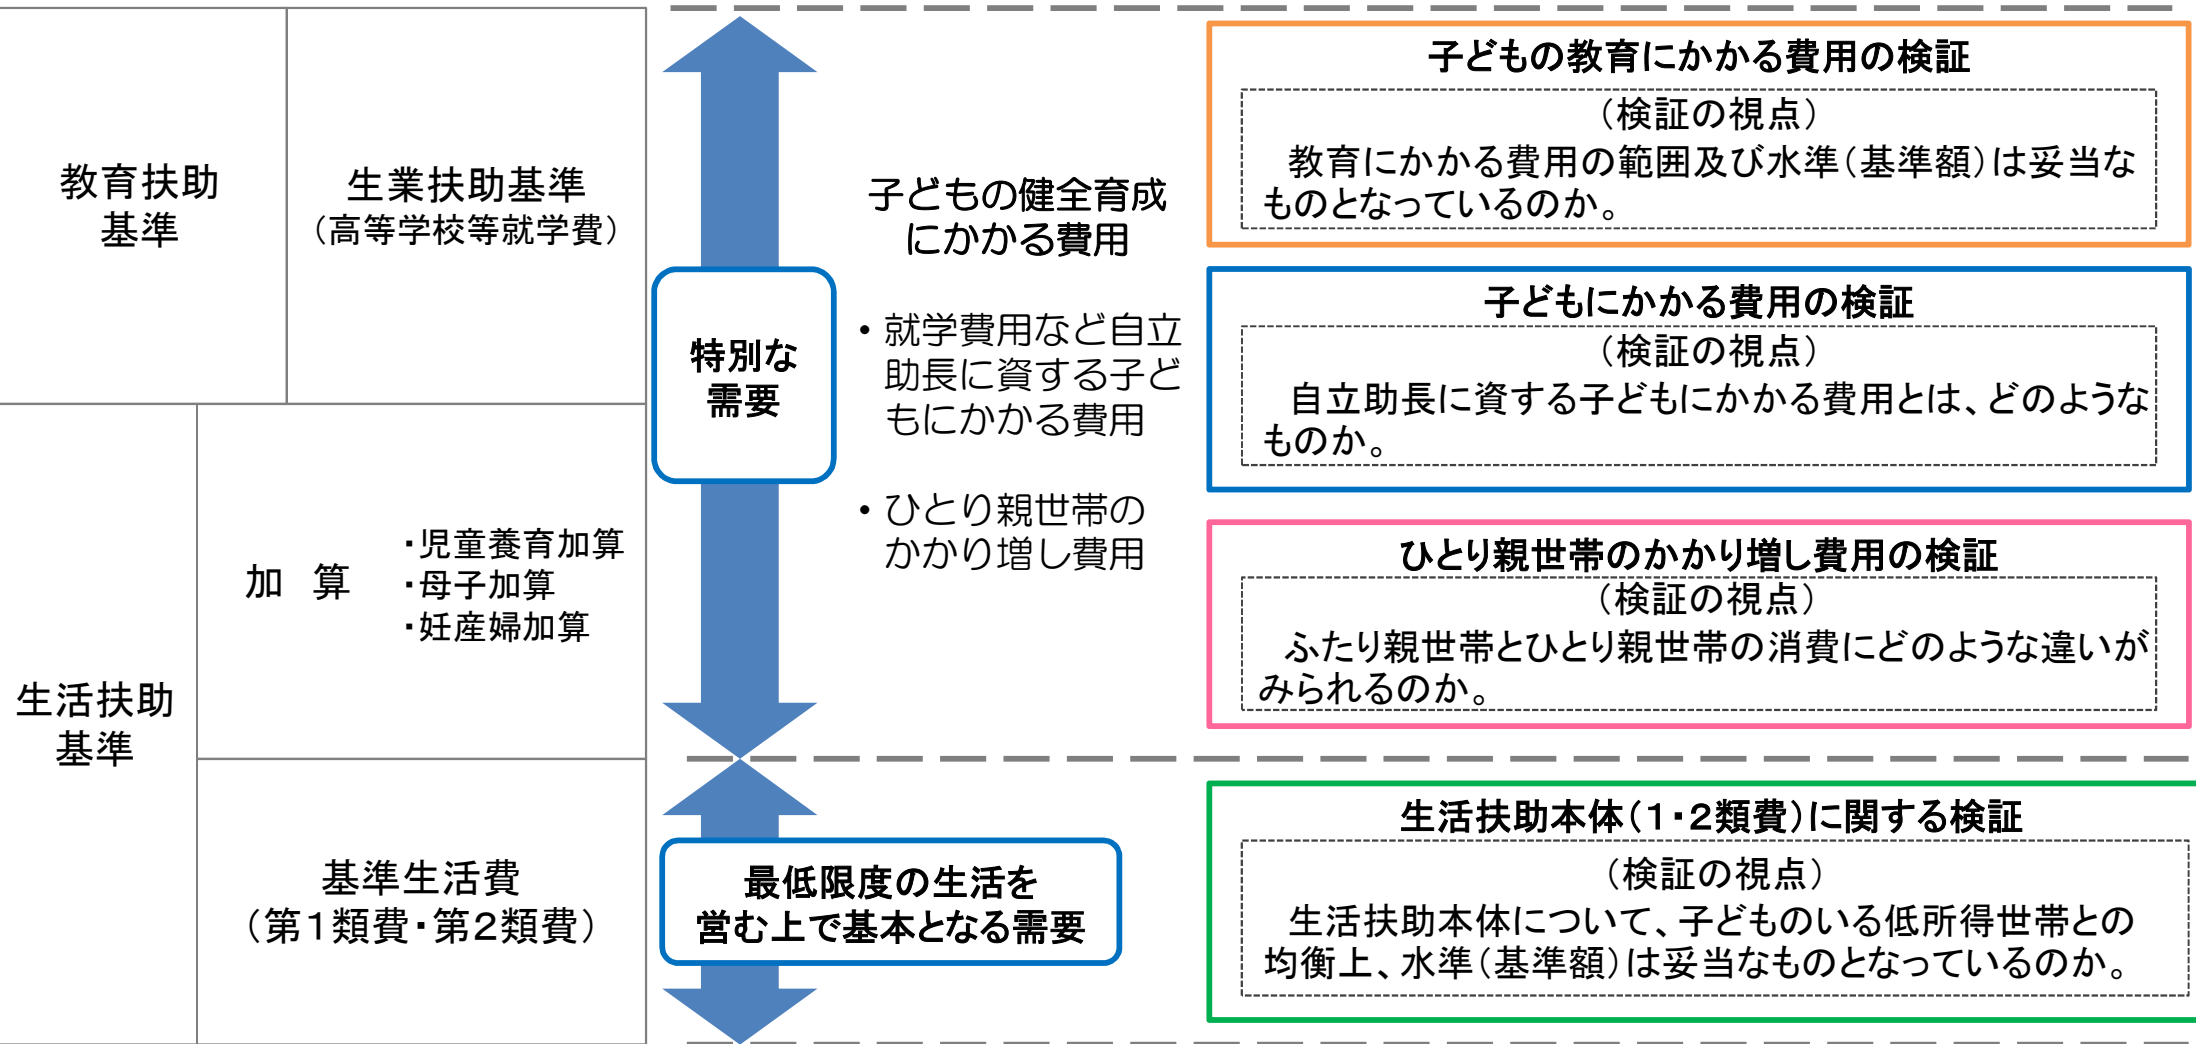 教育扶助
基準
生業扶助基準
（高等学校等就学費）
生活扶助
基準
加　算
・児童養育加算
・母子加算
・妊産婦加算
基準生活費
（第１類費・第２類費）
特別な
需要
最低限度の生活を
営む上で基本となる需要
子どもの健全育成
にかかる費用
・就学費用など自立
助長に資する子ど
もにかかる費用
・ひとり親世帯の
かかり増し費用
子どもの教育にかかる費用の検証
（検証の視点）
教育にかかる費用の範囲及び水準（基準額）は妥当な
ものとなっているのか。
子どもにかかる費用の検証
（検証の視点）
自立助長に資する子どもにかかる費用とは、どのような
ものか。
ひとり親世帯のかかり増し費用の検証
（検証の視点）
ふたり親世帯とひとり親世帯の消費にどのような違いが
みられるのか。
生活扶助本体（１・２類費）に関する検証
（検証の視点）
生活扶助本体について、子どものいる低所得世帯との
均衡上、水準（基準額）は妥当なものとなっているのか。